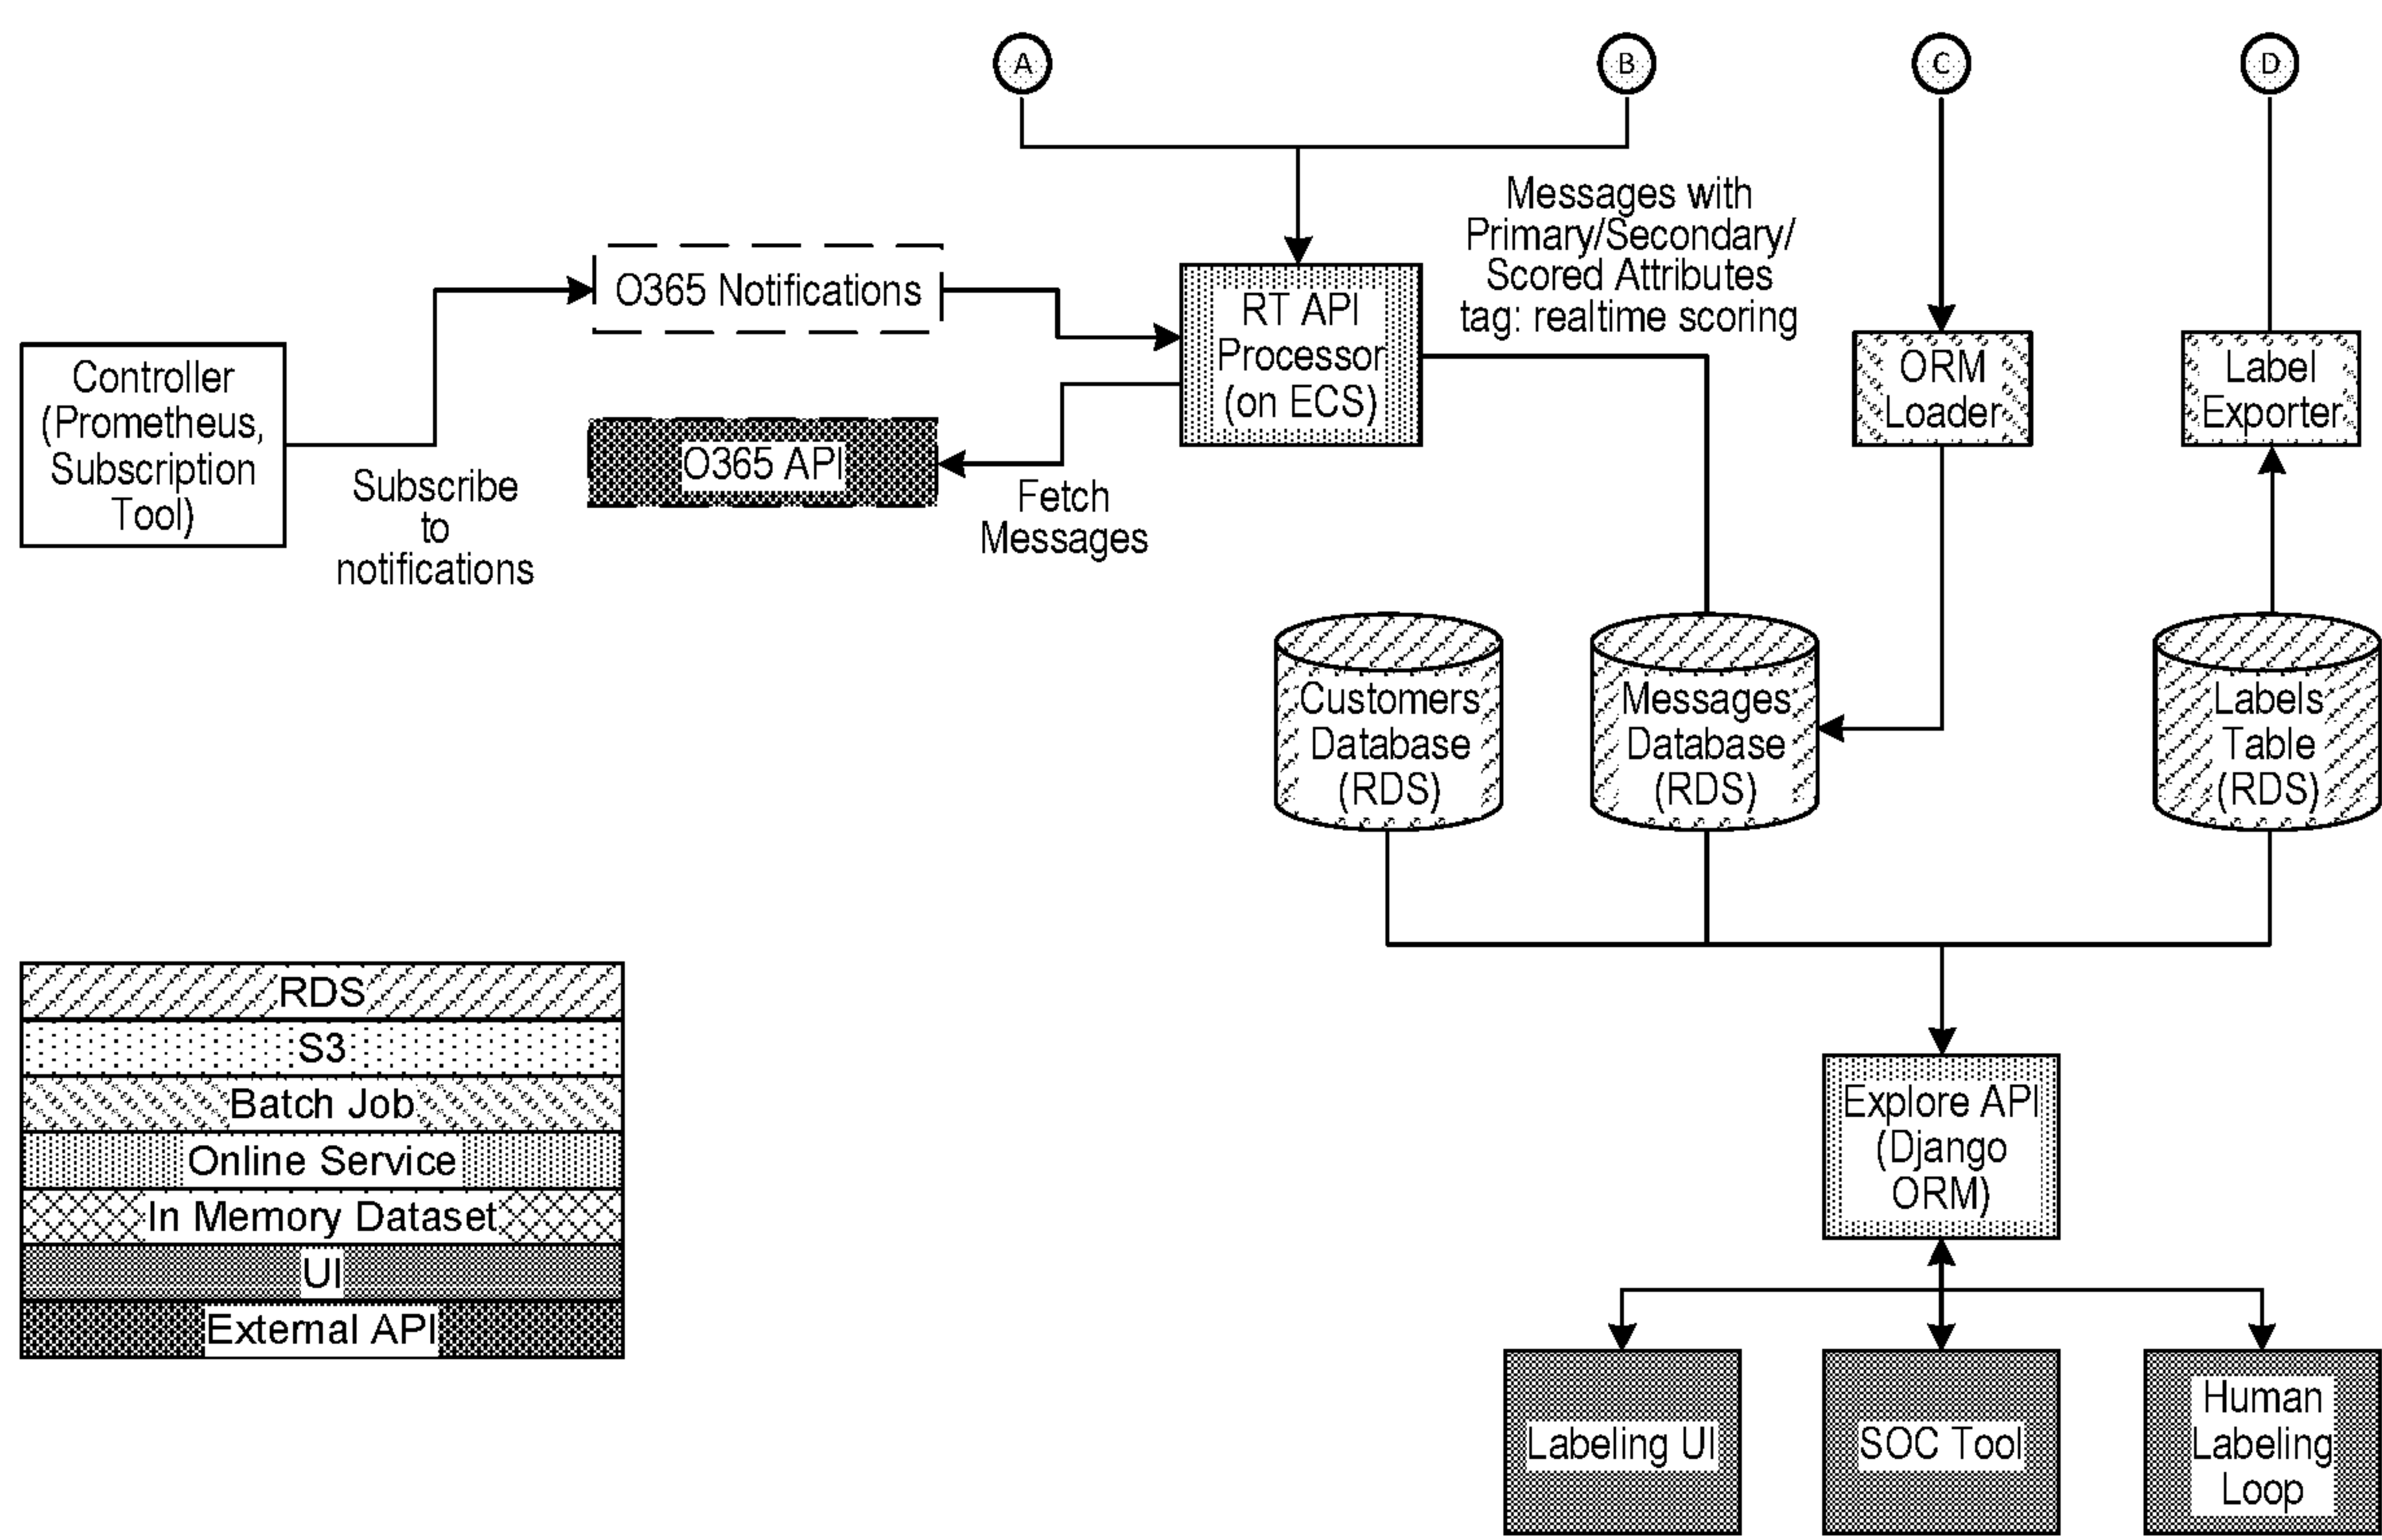 A
B
C
D
Messages with
Primary/Secondary/
Scored Attributes
tag: realtime scoring
O365 Notifications
RT API
Processor
(on ECS)
Controller
(Prometheus,
Subscription
Tool)
ORM
Loader
Label
Exporter
O365 API
Subscribe
to
notifications
Fetch
Messages
Customers
Database
(RDS)
Messages
Database
(RDS)
Labels
Table
(RDS)
RDS
S3
Batch Job
Online Service
In Memory Dataset
UI
External API
Explore API
(Django
ORM)
Labeling UI
SOC Tool
Human
Labeling
Loop